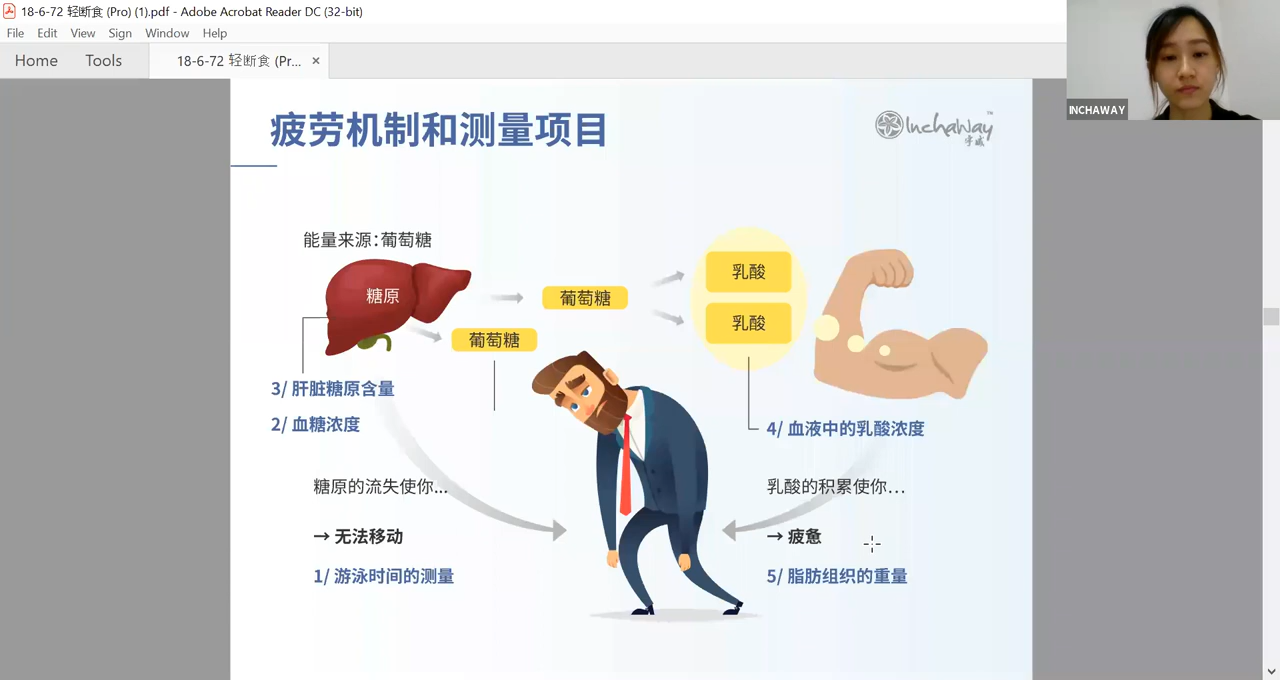 18-6-72 轻断食 (Pro) (1).pdf - Adobe Acrobat Reader DC (32-bit)
File Edit View Sign Window Help
Home Tools 18-6-72 轻断食 (Pr... ×
INCHAWAY
疲劳机制和测量项目
InchaWay™
宇威
能量来源：葡萄糖
糖原
葡萄糖
葡萄糖
乳酸
乳酸
3/ 肝脏糖原含量
2/ 血糖浓度
4/ 血液中的乳酸浓度
糖原的流失使你...
→ 无法移动
1/ 游泳时间的测量
乳酸的积累使你...
→ 疲惫
5/ 脂肪组织的重量